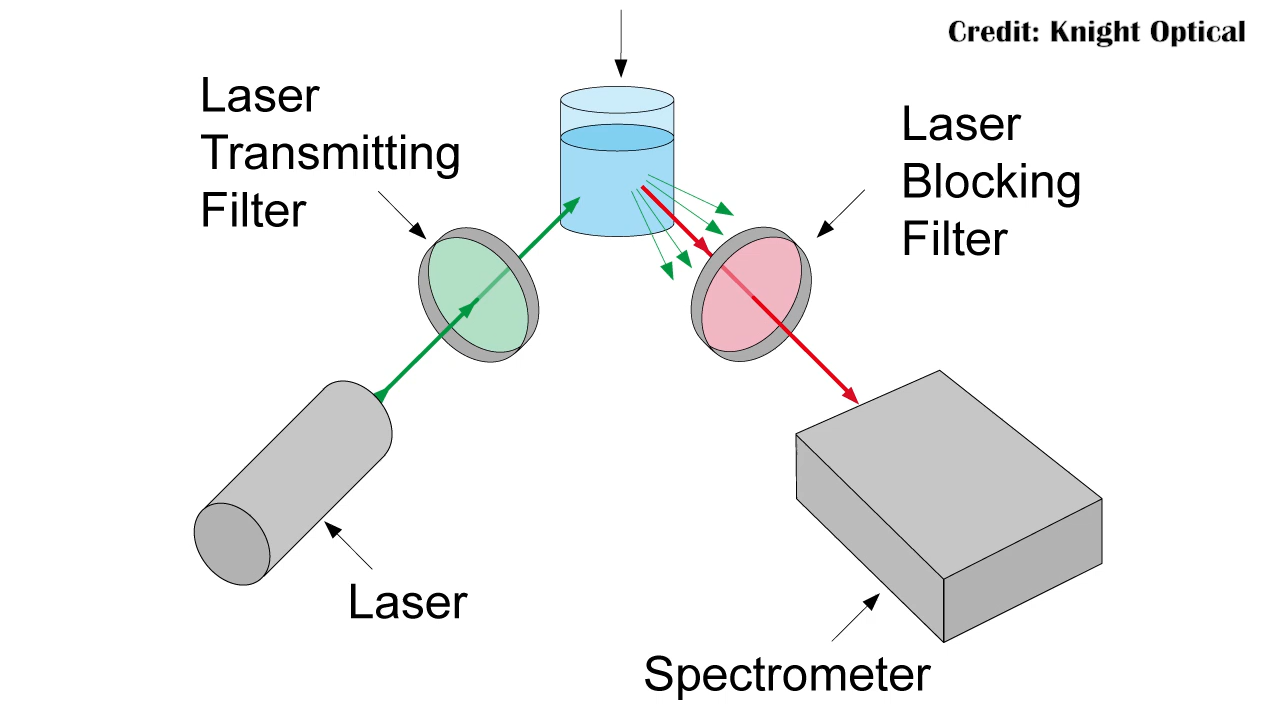 Credit: Knight Optical
Laser
Transmitting
Filter
Laser
Blocking
Filter
Laser
Spectrometer